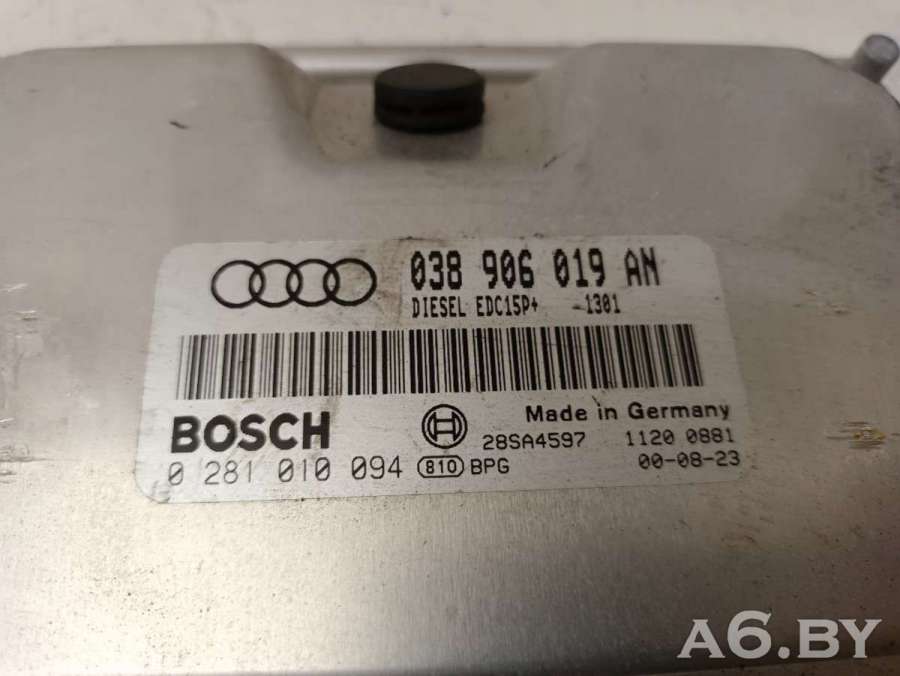 038 906 019 AN
DIESEL EDC15P+ -1301
BOSCH
Made in Germany
28SA4597 1120 0881
0 281 010 094 810 BPG 00-08-23
A6.BY